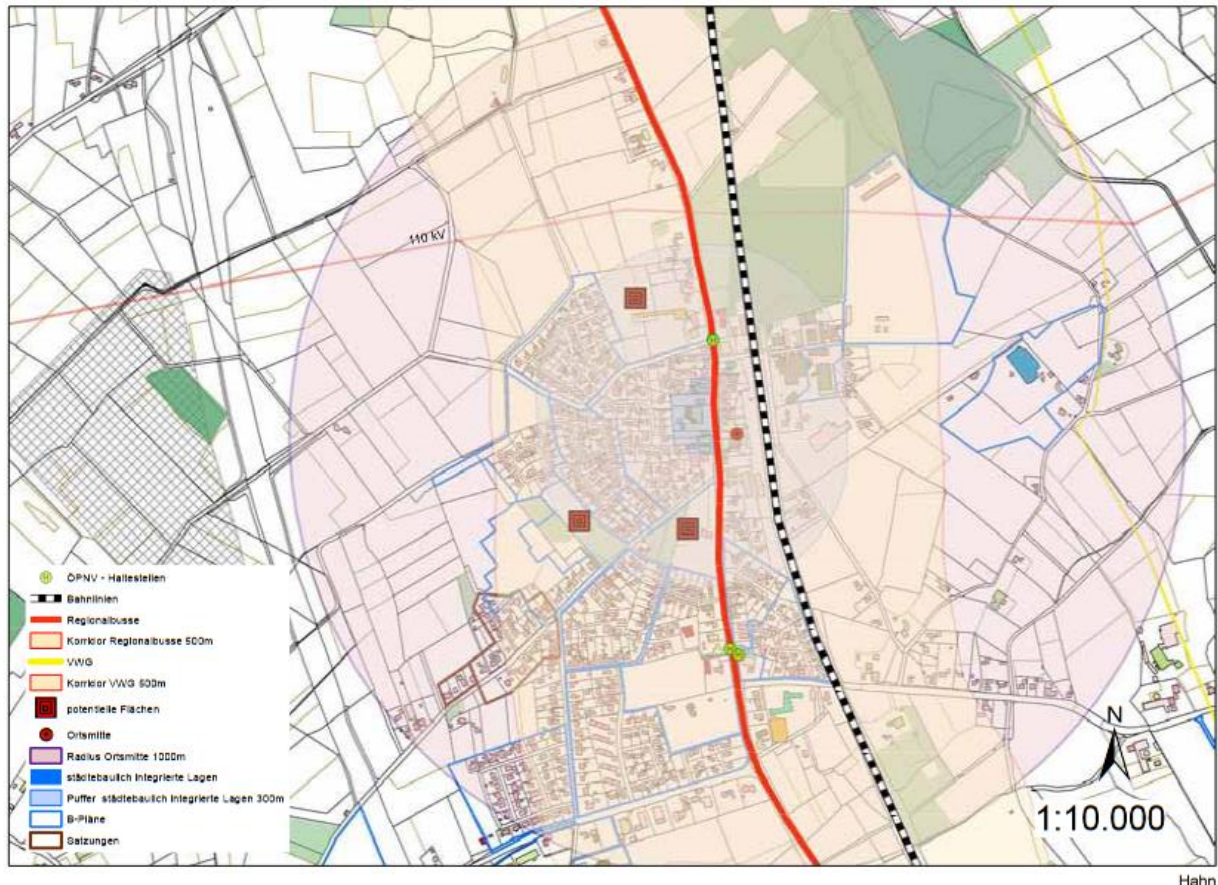 110 kV
ÖPNV - Haltestellen
Bahnlinien
Regionalbusse
Korridor Regionalbusse 500m
VWG
Korridor VWG 500m
potentielle Flächen
Ortsmitte
Radius Ortsmitte 1000m
städtebaulich integrierte Lagen
Puffer städtebaulich integrierte Lagen 300m
B-Pläne
Satzungen
N
1:10.000
Hahn